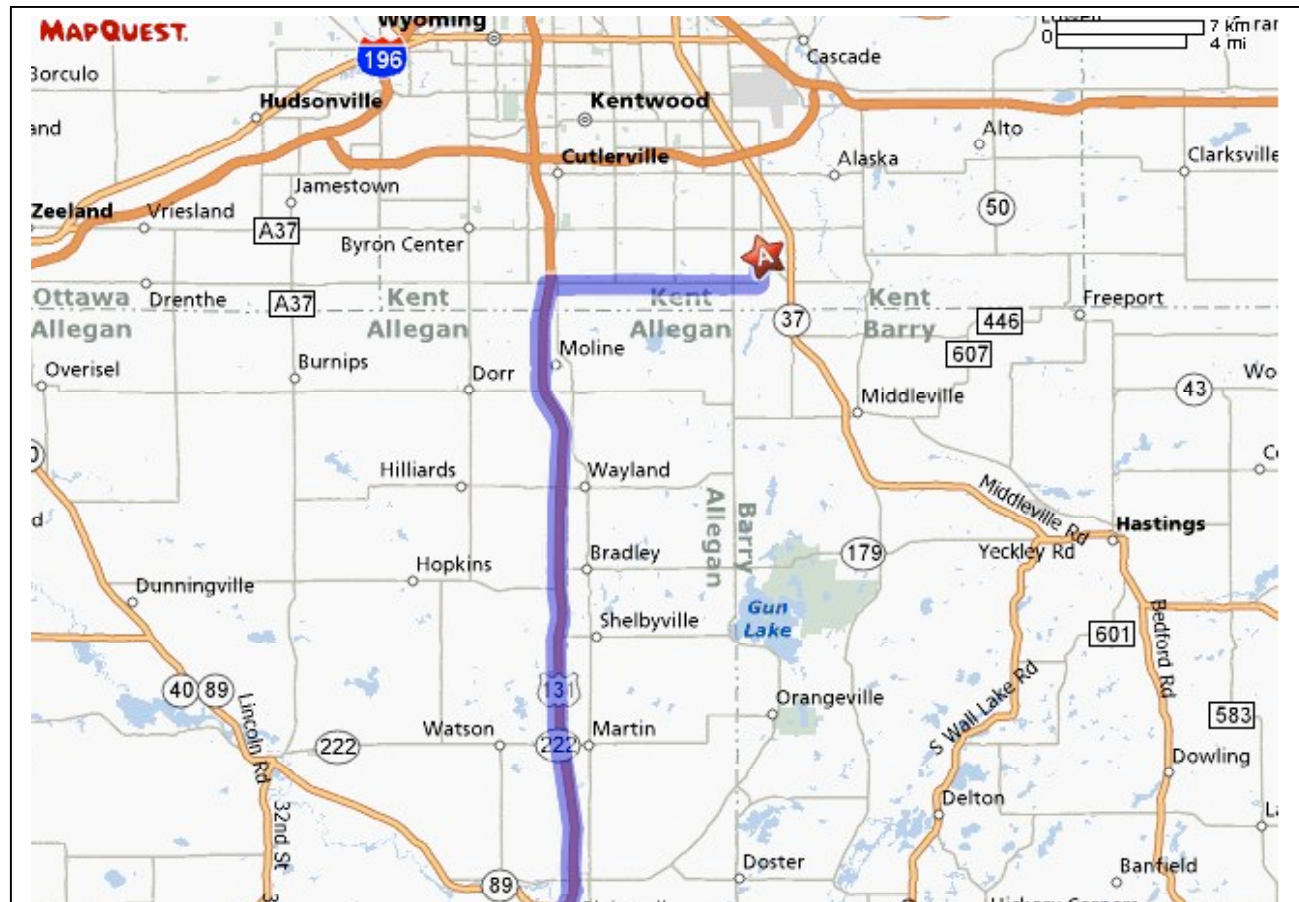 MAPQUEST.
Wyoming
7 km
0
4 mi
196
Cascade
Borculo
Hudsonville
Kentwood
and
Alto
Cutlerville
Alaska
Clarksville
Jamestown
50
Zeeland
Vriesland
A37
Byron Center
A
Ottawa
Drenthe
A37
Kent
Kent
Kent
Freeport
Allegan
Allegan
Allegan
Barry
37
446
607
Moline
Overisel
Burnips
Dorr
Middleville
43
Wo
Hilliards
Wayland
Middleville Rd
Allegan
Barry
Hastings
d
Bradley
179
Yeckley Rd
Hopkins
Dunningville
Gun
Lake
Shelbyville
601
Bedford Rd
40
89
131
Orangeville
S Wall Lake Rd
583
Lincoln Rd
222
Watson
222
Martin
Dowling
32nd St
Delton
La
Doster
Banfield
89
3